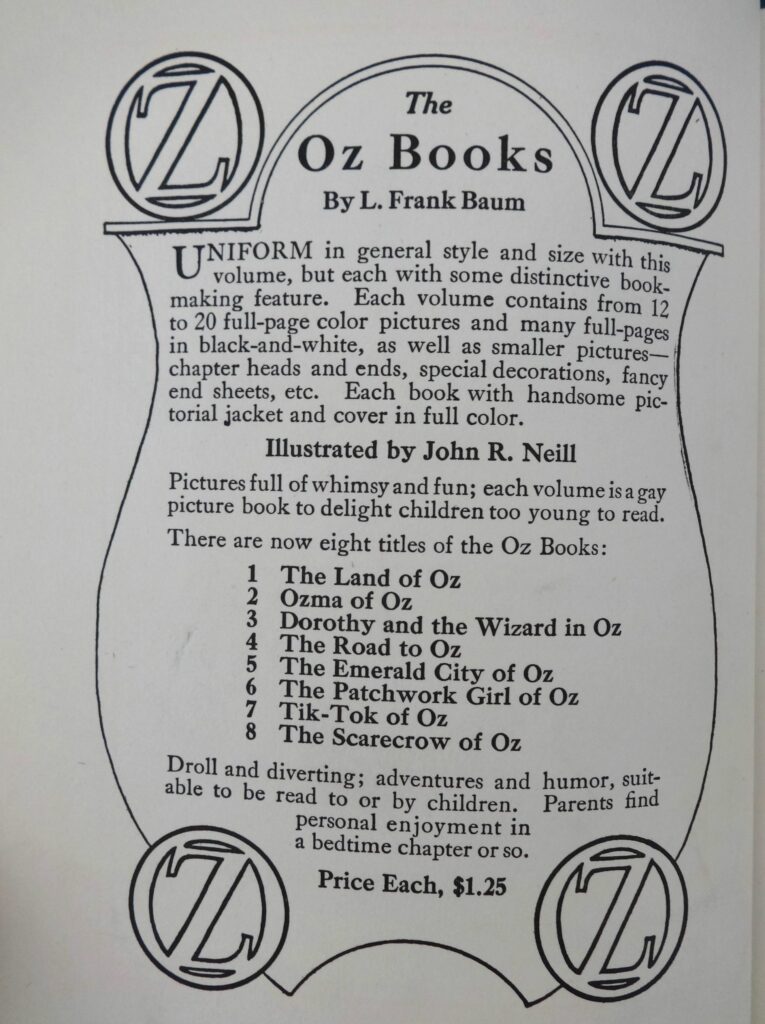 OZ
OZ
The
Oz Books
By L. Frank Baum
UNIFORM in general style and size with this
volume, but each with some distinctive book-
making feature. Each volume contains from 12
to 20 full-page color pictures and many full-pages
in black-and-white, as well as smaller pictures—
chapter heads and ends, special decorations, fancy
end sheets, etc. Each book with handsome pic-
torial jacket and cover in full color.
Illustrated by John R. Neill
Pictures full of whimsy and fun; each volume is a gay
picture book to delight children too young to read.
There are now eight titles of the Oz Books:
1 The Land of Oz
2 Ozma of Oz
3 Dorothy and the Wizard in Oz
4 The Road to Oz
5 The Emerald City of Oz
6 The Patchwork Girl of Oz
7 Tik-Tok of Oz
8 The Scarecrow of Oz
Droll and diverting; adventures and humor, suit-
able to be read to or by children. Parents find
personal enjoyment in
a bedtime chapter or so.
Price Each, $1.25
OZ
OZ